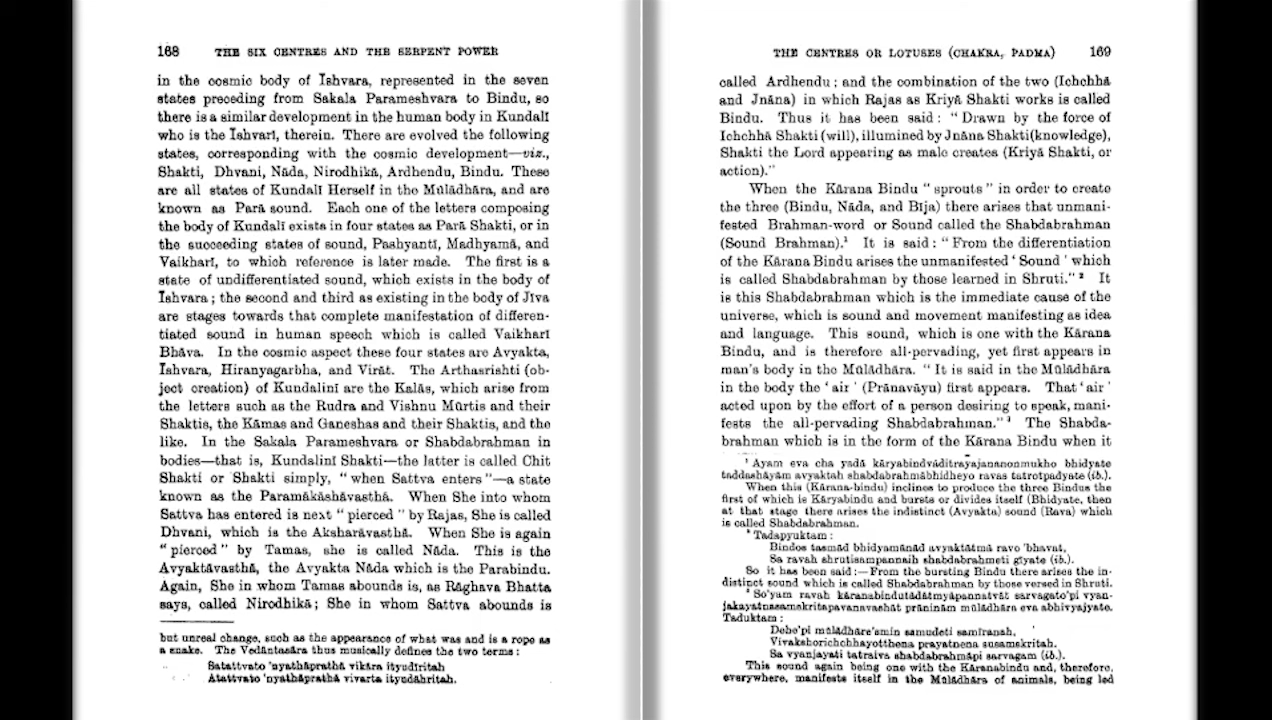 168 THE SIX CENTRES AND THE SERPENT POWER
in the cosmic body of Īshvara, represented in the seven
states preceding from Sakala Parameshvara to Bindu, so
there is a similar development in the human body in Kundalī
who is the Īshvarī, therein. There are evolved the following
states, corresponding with the cosmic development—viz.,
Shakti, Dhvani, Nāda, Nirodhikā, Ardhendu, Bindu. These
are all states of Kundalī Herself in the Mūlādhāra, and are
known as Parā sound. Each one of the letters composing
the body of Kundalī exists in four states as Parā Shakti, or in
the succeeding states of sound, Pashyantī, Madhyamā, and
Vaikharī, to which reference is later made. The first is a
state of undifferentiated sound, which exists in the body of
Īshvara; the second and third as existing in the body of Jīva
are stages towards that complete manifestation of differen-
tiated sound in human speech which is called Vaikharī
Bhāva. In the cosmic aspect these four states are Avyakta,
Īshvara, Hiranyagarbha, and Virāt. The Arthasrishti (ob-
ject creation) of Kundalinī are the Kalās, which arise from
the letters such as the Rudra and Vishnu Mūrtis and their
Shaktis, the Kāmas and Ganeshas and their Shaktis, and the
like. In the Sakala Parameshvara or Shabdabrahman in
bodies—that is, Kundalinī Shakti—the latter is called Chit
Shakti or Shakti simply, "when Sattva enters"—a state
known as the Paramākāshāvasthā. When She into whom
Sattva has entered is next "pierced" by Rajas, She is called
Dhvani, which is the Aksharāvasthā. When She is again
"pierced" by Tamas, she is called Nāda. This is the
Avyaktāvasthā, the Avyakta Nāda which is the Parabindu.
Again, She in whom Tamas abounds is, as Rāghava Bhatta
says, called Nirodhikā; She in whom Sattva abounds is
but unreal change, such as the appearance of what was and is a rope as
a snake. The Vedāntasāra thus musically defines the two terms:
Satattvato 'nyathāprathā vikāra ityudīritah
Atattvato 'nyathāprathā vivarta ityudāhritah.
THE CENTRES OR LOTUSES (CHAKRA, PADMA) 169
called Ardhendu; and the combination of the two (Ichchhā
and Jnāna) in which Rajas as Kriyā Shakti works is called
Bindu. Thus it has been said: "Drawn by the force of
Ichchhā Shakti (will), illumined by Jnāna Shakti(knowledge),
Shakti the Lord appearing as male creates (Kriyā Shakti, or
action)."
When the Kārana Bindu "sprouts" in order to create
the three (Bindu, Nāda, and Bīja) there arises that unmani-
fested Brahman-word or Sound called the Shabdabrahman
(Sound Brahman).¹ It is said: "From the differentiation
of the Kārana Bindu arises the unmanifested 'Sound' which
is called Shabdabrahman by those learned in Shruti." ² It
is this Shabdabrahman which is the immediate cause of the
universe, which is sound and movement manifesting as idea
and language. This sound, which is one with the Kārana
Bindu, and is therefore all-pervading, yet first appears in
man's body in the Mūlādhāra. "It is said in the Mūlādhāra
in the body the 'air' (Prānavāyu) first appears. That 'air'
acted upon by the effort of a person desiring to speak, mani-
fests the all-pervading Shabdabrahman." ³ The Shabda-
brahman which is in the form of the Kārana Bindu when it
¹ Ayam eva cha yadā kāryabindvāditrayajananonmukho bhidyate
taddashāyām avyaktah shabdabrahmābhidheyo ravas tatrotpadyate (ib.).
When this (Kārana-bindu) inclines to produce the three Bindus the
first of which is Kāryabindu and bursts or divides itself (Bhidyate, then
at that stage there arises the indistinct (Avyakta) sound (Rava) which
is called Shabdabrahman.
² Tadapyuktam:
Bindos tasmād bhidyamānād avyaktātmā ravo 'bhavat,
Sa ravah shrutisampannaih shabdabrahmeti gīyate (ib.).
So it has been said:—From the bursting Bindu there arises the in-
distinct sound which is called Shabdabrahman by those versed in Shruti.
³ So'yam ravah kāranabindutādātmyāpannatvāt sarvagato'pi vyan-
jakayatnasamskritapavanavashāt prāninām mūlādhāra eva abhivyajyate.
Taduktam:
Dehe'pi mūlādhāre'smin samudeti samīranah,
Vivakshorichchhayotthena prayatnena susamskritah.
Sa vyanjayati tatraiva shabdabrahmāpi sarvagam (ib.).
This sound again being one with the Kāranabindu and, therefore,
everywhere, manifests itself in the Mūlādhāra of animals, being led